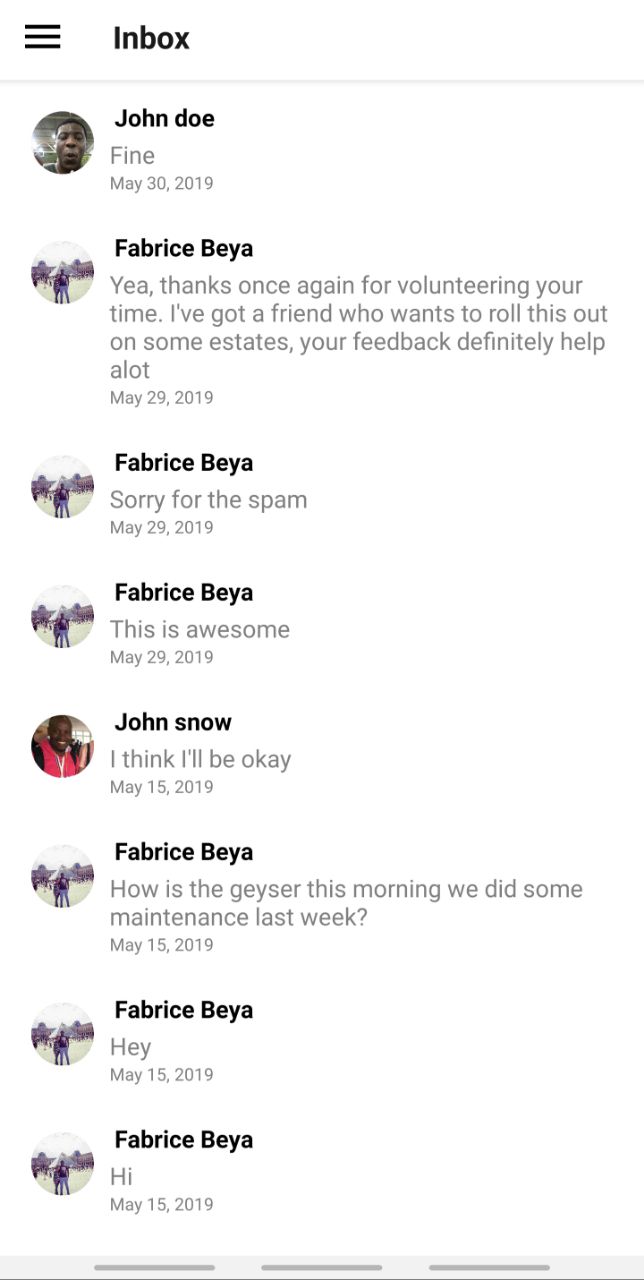 Inbox
John doe
Fine
May 30, 2019
Fabrice Beya
Yea, thanks once again for volunteering your
time. I've got a friend who wants to roll this out
on some estates, your feedback definitely help
alot
May 29, 2019
Fabrice Beya
Sorry for the spam
May 29, 2019
Fabrice Beya
This is awesome
May 29, 2019
John snow
I think I'll be okay
May 15, 2019
Fabrice Beya
How is the geyser this morning we did some
maintenance last week?
May 15, 2019
Fabrice Beya
Hey
May 15, 2019
Fabrice Beya
Hi
May 15, 2019